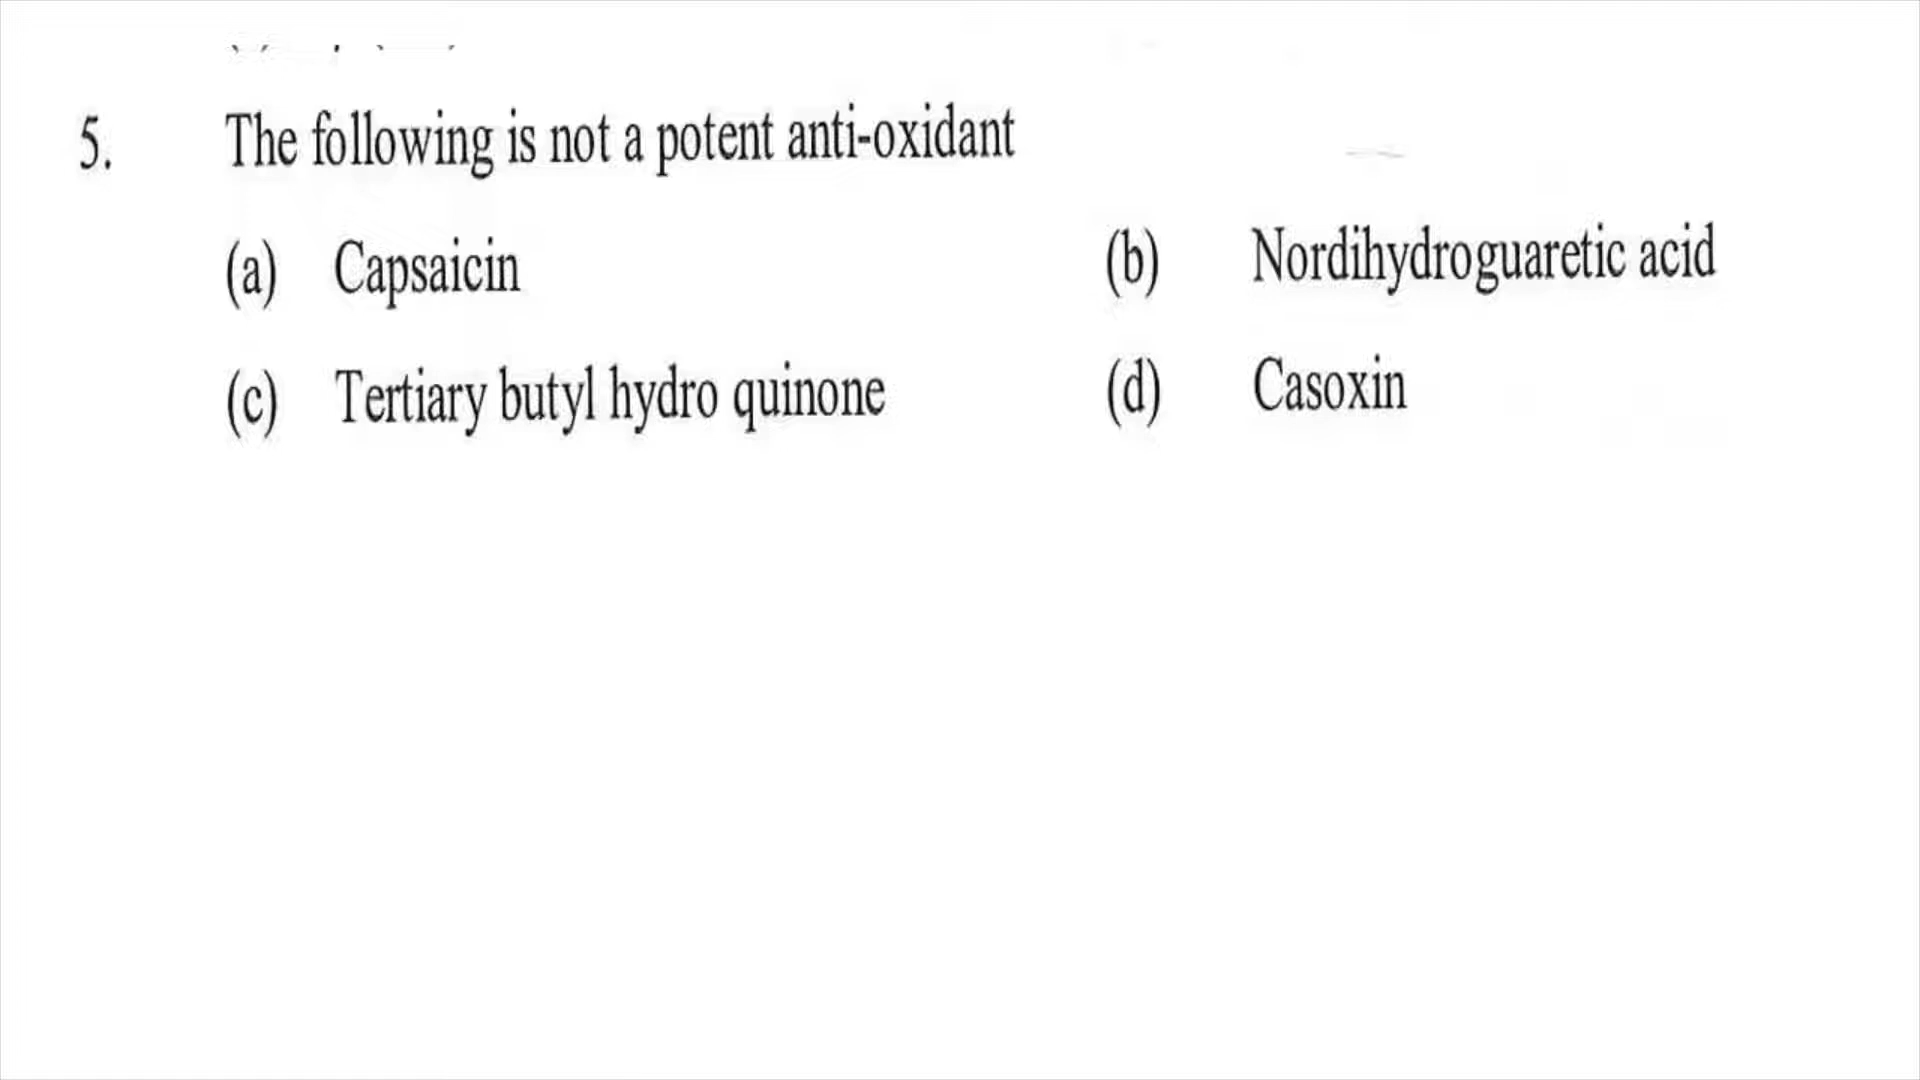 5. The following is not a potent anti-oxidant
(a) Capsaicin (b) Nordihydroguaretic acid
(c) Tertiary butyl hydro quinone (d) Casoxin